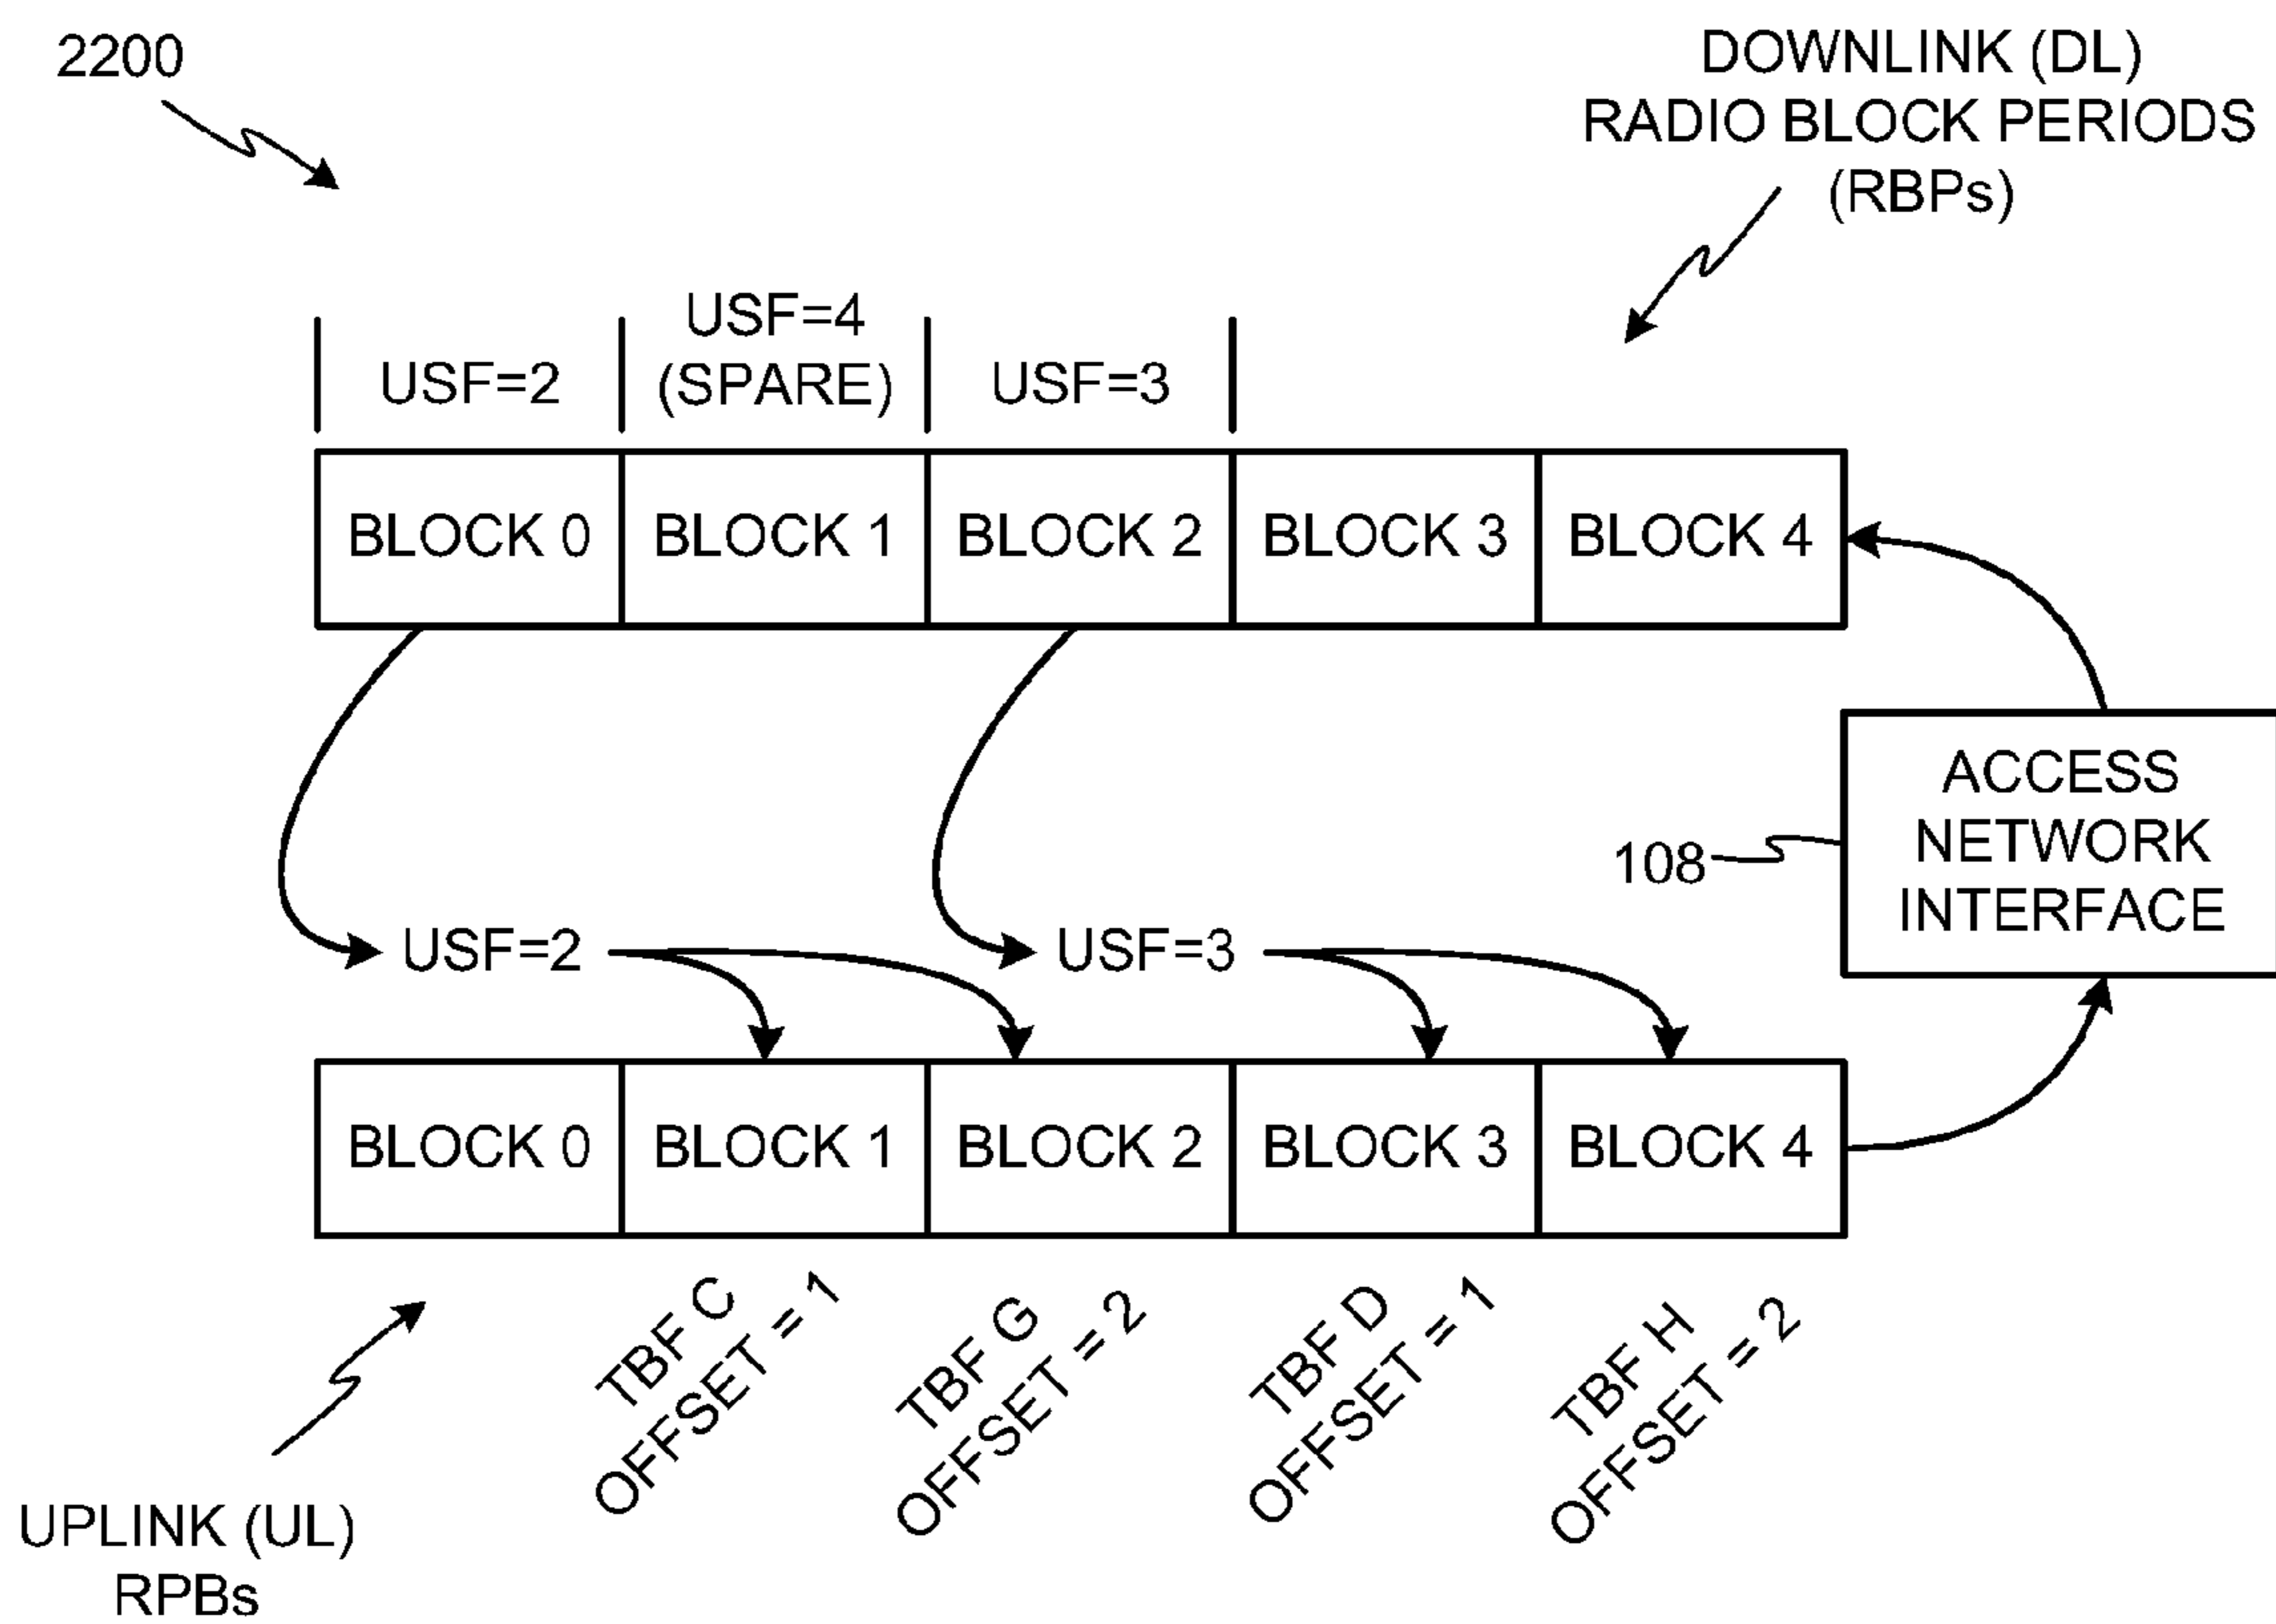 2200
DOWNLINK (DL)
RADIO BLOCK PERIODS
(RBPs)
USF=2
USF=4
(SPARE)
USF=3
BLOCK 0
BLOCK 1
BLOCK 2
BLOCK 3
BLOCK 4
ACCESS
NETWORK
INTERFACE
108
USF=2
USF=3
BLOCK 0
BLOCK 1
BLOCK 2
BLOCK 3
BLOCK 4
TBF C
OFFSET = 1
TBF G
OFFSET = 2
TBF D
OFFSET = 1
TBF H
OFFSET = 2
UPLINK (UL)
RPBs